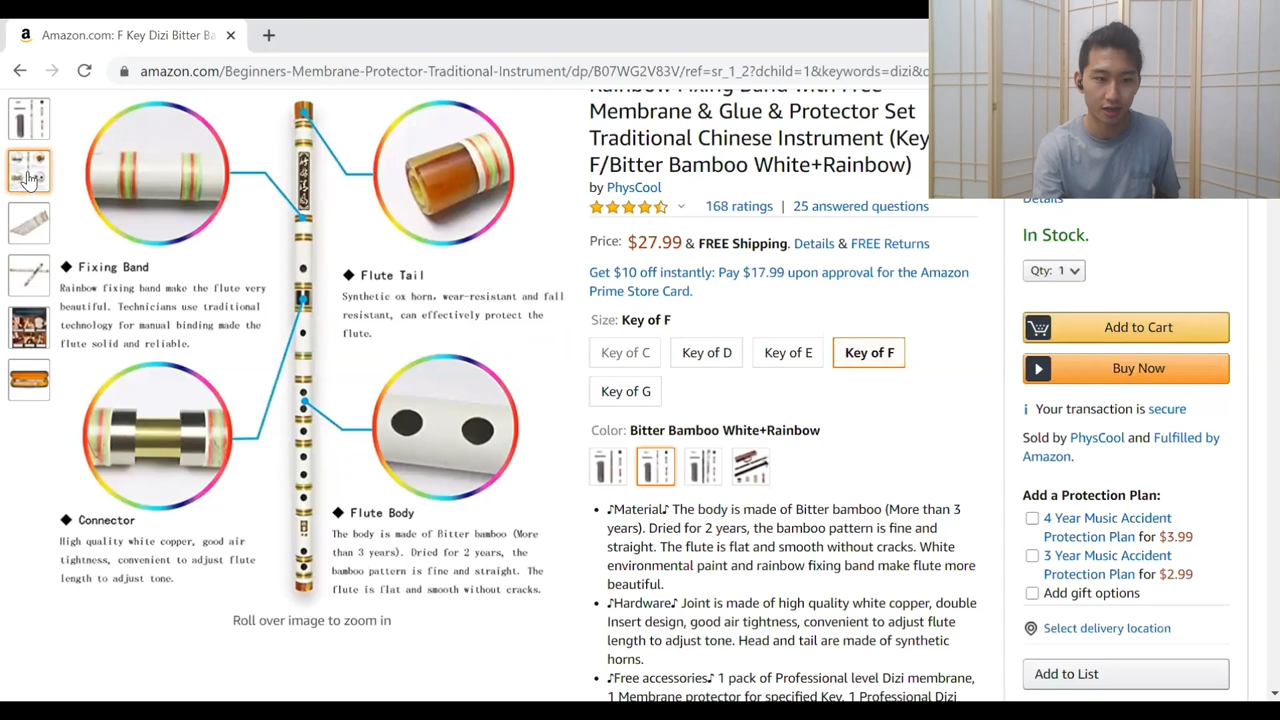 Amazon.com: F Key Dizi Bitter Ba
amazon.com/Beginners-Membrane-Protector-Traditional-Instrument/dp/B07WG2V83V/ref=sr_1_2?dchild=1&keywords=dizi&
Rainbow Fixing Band with Free
Membrane & Glue & Protector Set
Traditional Chinese Instrument (Key
F/Bitter Bamboo White+Rainbow)
by PhysCool
168 ratings | 25 answered questions
Price: $27.99 & FREE Shipping. Details & FREE Returns
Get $10 off instantly: Pay $17.99 upon approval for the Amazon
Prime Store Card.
Size: Key of F
Key of C
Key of D
Key of E
Key of F
Key of G
Color: Bitter Bamboo White+Rainbow
• ♪Material♪ The body is made of Bitter bamboo (More than 3
years). Dried for 2 years, the bamboo pattern is fine and
straight. The flute is flat and smooth without cracks. White
environmental paint and rainbow fixing band make flute more
beautiful.
• ♪Hardware♪ Joint is made of high quality white copper, double
Insert design, good air tightness, convenient to adjust flute
length to adjust tone. Head and tail are made of synthetic
horns.
• ♪Free accessories♪ 1 pack of Professional level Dizi membrane,
1 Membrane protector for specified Key, 1 Professional Dizi
◆ Fixing Band
Rainbow fixing band make the flute very
beautiful. Technicians use traditional
technology for manual binding made the
flute solid and reliable.
◆ Flute Tail
Synthetic ox horn, wear-resistant and fall
resistant, can effectively protect the
flute.
◆ Connector
High quality white copper, good air
tightness, convenient to adjust flute
length to adjust tone.
◆ Flute Body
The body is made of Bitter bamboo (More
than 3 years). Dried for 2 years, the
bamboo pattern is fine and straight. The
flute is flat and smooth without cracks.
Roll over image to zoom in
Details
In Stock.
Qty: 1
Add to Cart
Buy Now
Your transaction is secure
Sold by PhysCool and Fulfilled by
Amazon.
Add a Protection Plan:
4 Year Music Accident
Protection Plan for $3.99
3 Year Music Accident
Protection Plan for $2.99
Add gift options
Select delivery location
Add to List